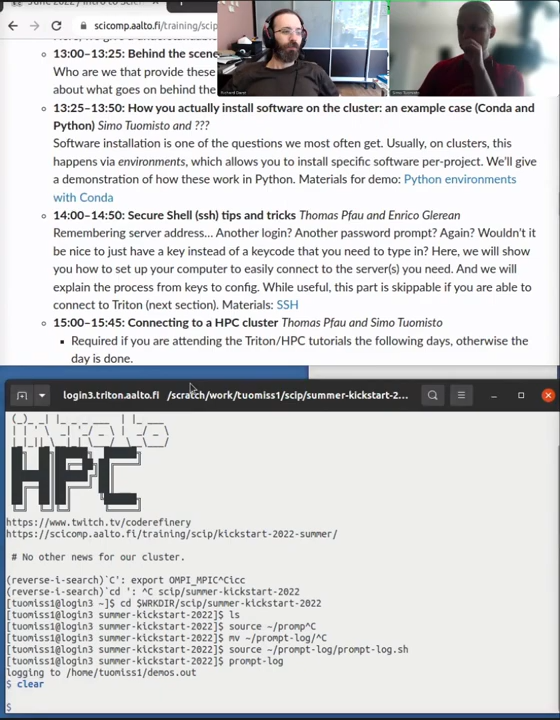 June 2022 / Intro to Scie
scicomp.aalto.fi/training/scip
13:00–13:25: Behind the scene
Who are we that provide these
about what goes on behind the
13:25–13:50: How you actually install software on the cluster: an example case (Conda and
Python) Simo Tuomisto and ???
Software installation is one of the questions we most often get. Usually, on clusters, this
happens via environments, which allows you to install specific software per-project. We'll give
a demonstration of how these work in Python. Materials for demo: Python environments
with Conda
14:00–14:50: Secure Shell (ssh) tips and tricks Thomas Pfau and Enrico Glerean
Remembering server address... Another login? Another password prompt? Again? Wouldn't it
be nice to just have a key instead of a keycode that you need to type in? Here, we will show
you how to set up your computer to easily connect to the server(s) you need. And we will
explain the process from keys to config. While useful, this part is skippable if you are able to
connect to Triton (next section). Materials: SSH
15:00–15:45: Connecting to a HPC cluster Thomas Pfau and Simo Tuomisto
Required if you are attending the Triton/HPC tutorials the following days, otherwise the
day is done.
login3.triton.aalto.fi /scratch/work/tuomiss1/scip/summer-kickstart-2...
HPC
https://www.twitch.tv/coderefinery
https://scicomp.aalto.fi/training/scip/kickstart-2022-summer/
# No other news for our cluster.
(reverse-i-search)`C': export OMPI_MPIC^Cicc
(reverse-i-search)`cd ': ^C scip/summer-kickstart-2022
[tuomiss1@login3 ~]$ cd $WRKDIR/scip/summer-kickstart-2022
[tuomiss1@login3 summer-kickstart-2022]$ ls
[tuomiss1@login3 summer-kickstart-2022]$ source ~/promp^C
[tuomiss1@login3 summer-kickstart-2022]$ mv ~/prompt-log/^C
[tuomiss1@login3 summer-kickstart-2022]$ source ~/prompt-log/prompt-log.sh
[tuomiss1@login3 summer-kickstart-2022]$ prompt-log
logging to /home/tuomiss1/demos.out
$ clear
$